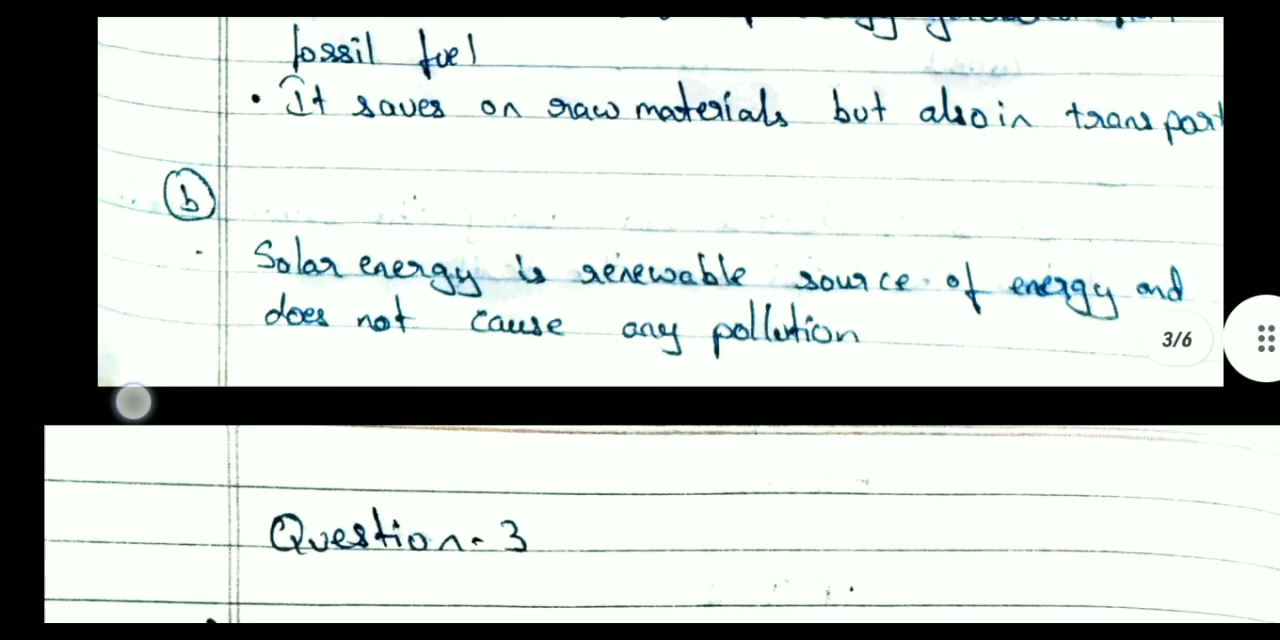 fossil fuel
• It saves on raw materials but also in transport
b
Solar energy is renewable source of energy and
does not cause any pollution
3/6
Question - 3